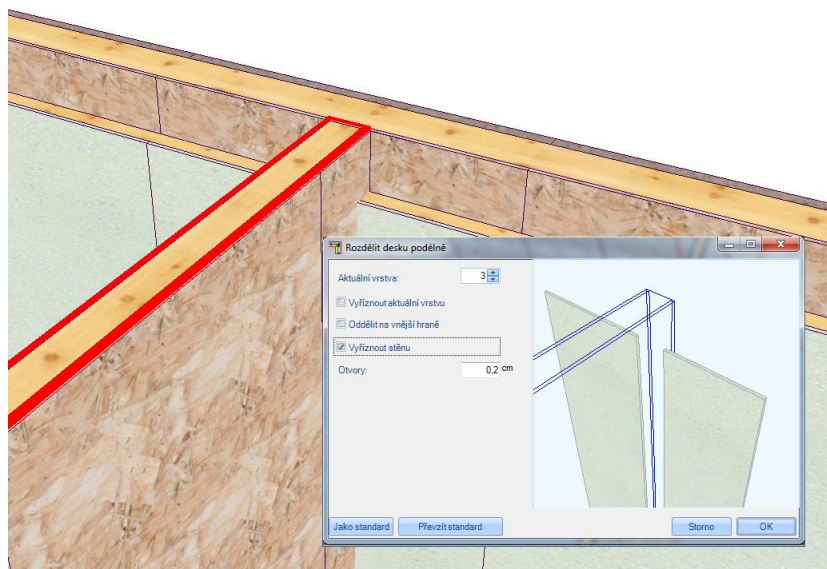 Rozdělit desku podélně
Aktuální vrstva: 3
Vyříznout aktuální vrstvu
Oddělit na vnější hraně
Vyříznout stěnu
Otvory: 0,2 cm
Jako standard Převzít standard Storno OK